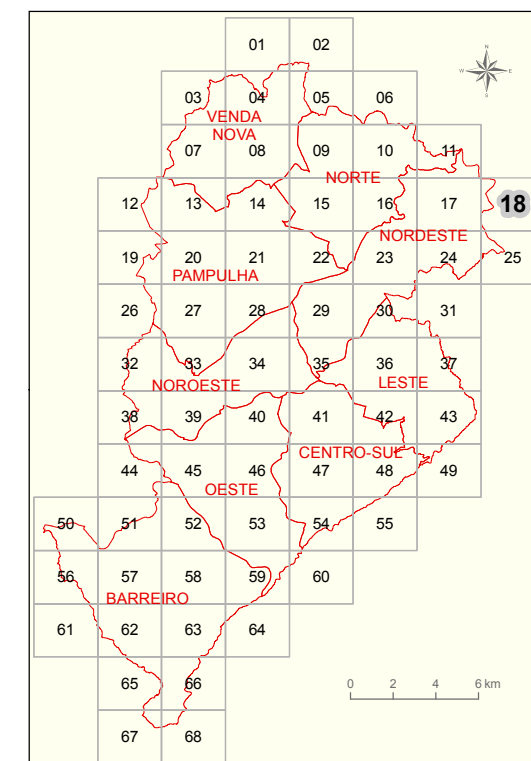 01 02
N
W E
S
03 04 05 06
VENDA
NOVA
07 08 09 10 11
NORTE
12 13 14 15 16 17 18
NORDESTE
19 20 21 22 23 24 25
PAMPULHA
26 27 28 29 30 31
32 33 34 35 36 37
NOROESTE LESTE
38 39 40 41 42 43
CENTRO-SUL
44 45 46 47 48 49
OESTE
50 51 52 53 54 55
56 57 58 59 60
BARREIRO
61 62 63 64
65 66
0 2 4 6 km
67 68